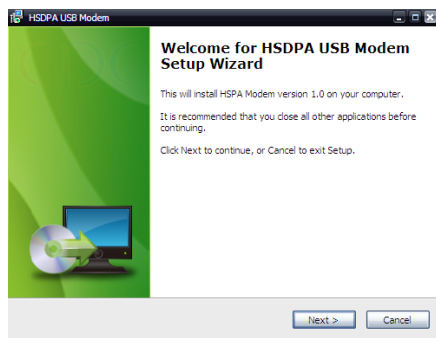 HSDPA USB Modem
Welcome for HSDPA USB Modem
Setup Wizard
This will install HSPA Modem version 1.0 on your computer.
It is recommended that you close all other applications before
continuing.
Click Next to continue, or Cancel to exit Setup.
Next >
Cancel